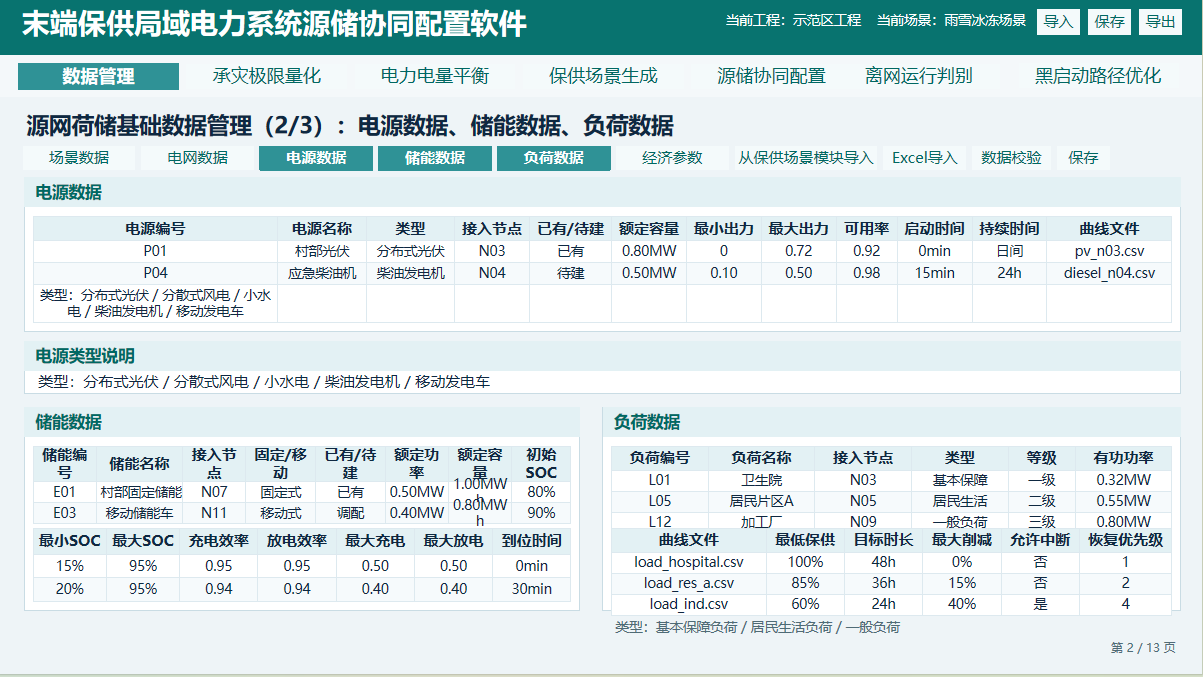 末端保供局域电力系统源储协同配置软件
当前工程：示范区工程 当前场景：雨雪冰冻场景 导入 保存 导出
数据管理 承灾极限量化 电力电量平衡 保供场景生成 源储协同配置 离网运行判别 黑启动路径优化
源网荷储基础数据管理（2/3）：电源数据、储能数据、负荷数据
场景数据 电网数据 电源数据 储能数据 负荷数据 经济参数 从保供场景模块导入 Excel导入 数据校验 保存
电源数据
电源编号 电源名称 类型 接入节点 已有/待建 额定容量 最小出力 最大出力 可用率 启动时间 持续时间 曲线文件
P01 村部光伏 分布式光伏 N03 已有 0.80MW 0 0.72 0.92 0min 日间 pv_n03.csv
P04 应急柴油机 柴油发电机 N04 待建 0.50MW 0.10 0.50 0.98 15min 24h diesel_n04.csv
类型：分布式光伏 / 分散式风电 / 小水
电 / 柴油发电机 / 移动发电车
电源类型说明
类型：分布式光伏 / 分散式风电 / 小水电 / 柴油发电机 / 移动发电车
储能数据
储能编号 储能名称 接入节点 固定/移动 已有/待建 额定功率 额定容量 初始SOC
E01 村部固定储能 N07 固定式 已有 0.50MW 1.00MWh 80%
E03 移动储能车 N11 移动式 调配 0.40MW 0.80MWh 90%
最小SOC 最大SOC 充电效率 放电效率 最大充电 最大放电 到位时间
15% 95% 0.95 0.95 0.50 0.50 0min
20% 95% 0.94 0.94 0.40 0.40 30min
负荷数据
负荷编号 负荷名称 接入节点 类型 等级 有功功率
L01 卫生院 N03 基本保障 一级 0.32MW
L05 居民片区A N05 居民生活 二级 0.55MW
L12 加工厂 N09 一般负荷 三级 0.80MW
曲线文件 最低保供 目标时长 最大削减 允许中断 恢复优先级
load_hospital.csv 100% 48h 0% 否 1
load_res_a.csv 85% 36h 15% 否 2
load_ind.csv 60% 24h 40% 是 4
类型：基本保障负荷 / 居民生活负荷 / 一般负荷
第 2 / 13 页